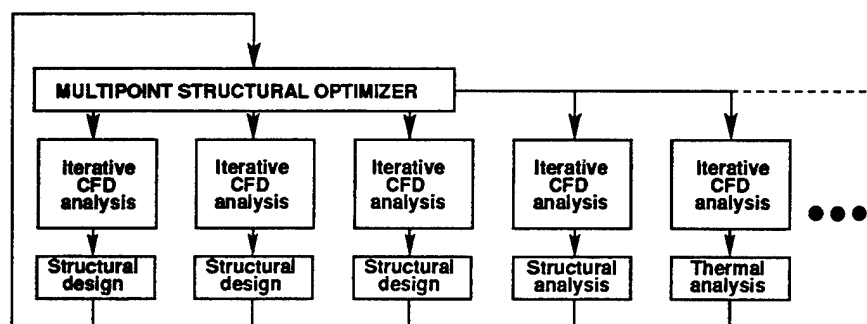 MULTIPOINT STRUCTURAL OPTIMIZER
Iterative
CFD
analysis
Iterative
CFD
analysis
Iterative
CFD
analysis
Iterative
CFD
analysis
Iterative
CFD
analysis
Structural
design
Structural
design
Structural
design
Structural
analysis
Thermal
analysis